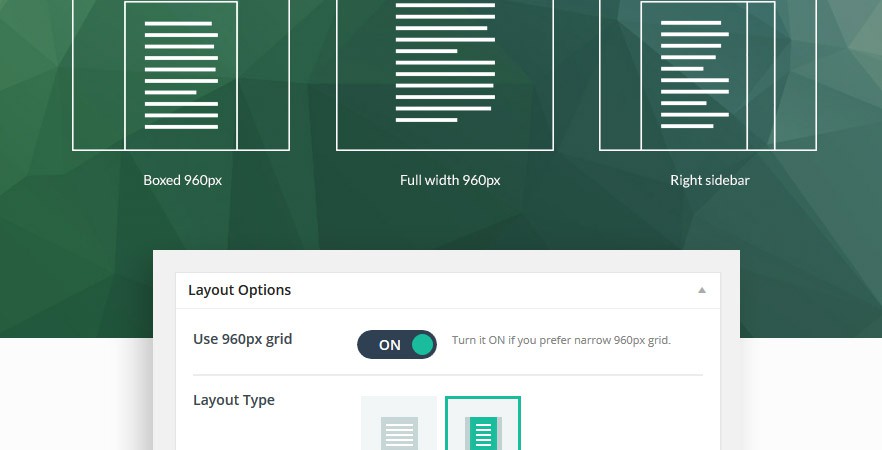 Boxed 960px
Full width 960px
Right sidebar
Layout Options
Use 960px grid
ON
Turn it ON if you prefer narrow 960px grid.
Layout Type